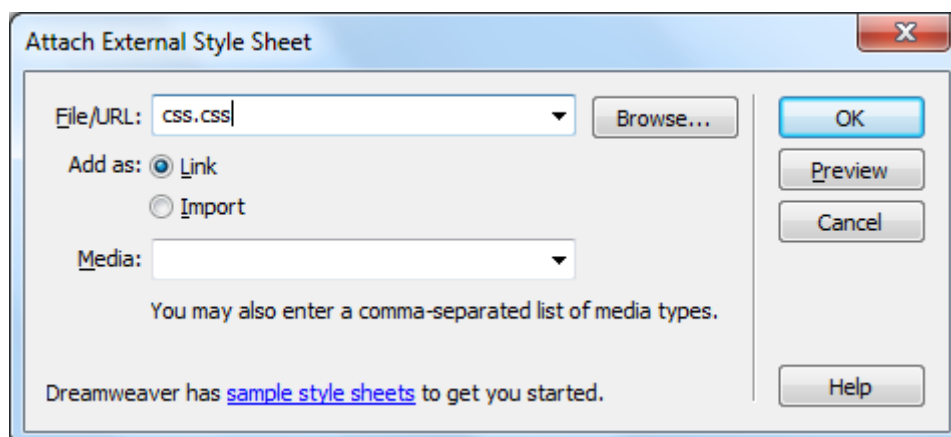 Attach External Style Sheet
File/URL: css.css Browse... OK
Add as: Link Preview
Import Cancel
Media:
You may also enter a comma-separated list of media types.
Dreamweaver has sample style sheets to get you started. Help